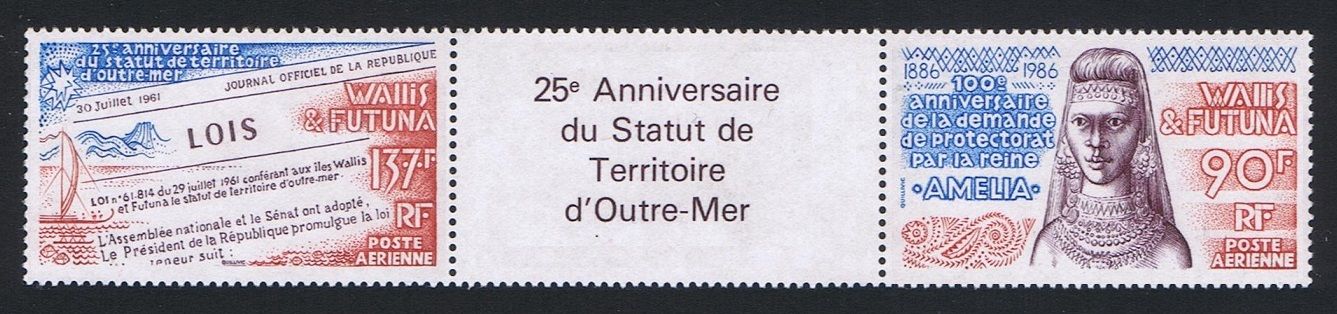 25e anniversaire
du statut de territoire
d'outre-mer
JOURNAL OFFICIEL DE LA REPUBLIQUE
30 Juillet 1961
WALLIS
& FUTUNA
LOIS
137F
LOI n° 61-814 du 29 juillet 1961 conférant aux îles Wallis
et Futuna le statut de territoire d'outre-mer.
RF
L'Assemblée nationale et le Sénat ont adopté,
Le Président de la République promulgue la loi
teneur suit :
POSTE
AERIENNE
QUILLIVIC
25e Anniversaire
du Statut de
Territoire
d'Outre-Mer
1886 1986
100e
anniversaire
de la demande
de protectorat
par la reine
·AMELIA·
QUILLIVIC
WALLIS
& FUTUNA
90F
RF
POSTE
AERIENNE